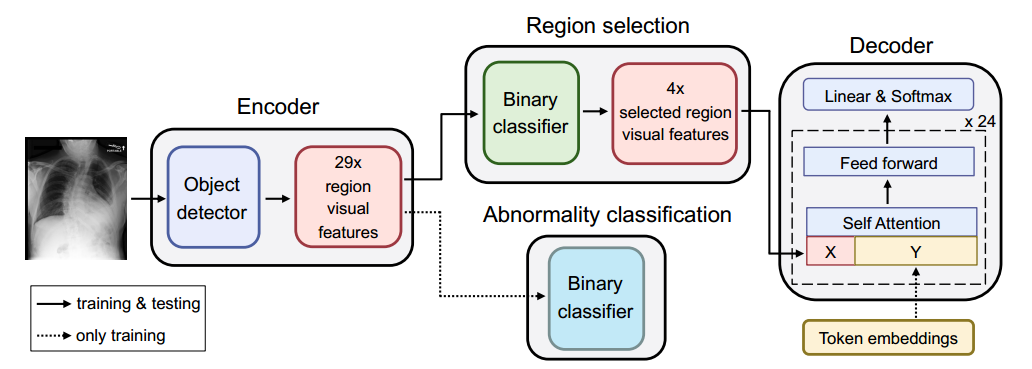 Region selection
Decoder
Encoder
Object
detector
29x
region
visual
features
Binary
classifier
4x
selected region
visual features
Linear & Softmax
x 24
Feed forward
Self Attention
X
Y
Token embeddings
Abnormality classification
Binary
classifier
training & testing
only training